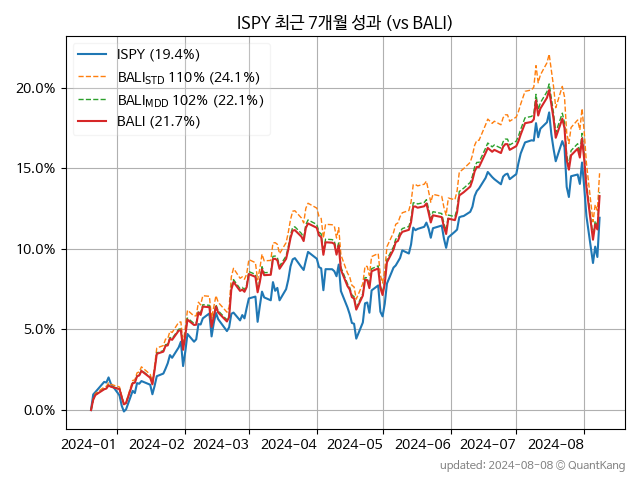 ISPY 최근 7개월 성과 (vs BALI)
ISPY (19.4%)
BALI_STD 110% (24.1%)
BALI_MDD 102% (22.1%)
BALI (21.7%)
20.0%
15.0%
10.0%
5.0%
0.0%
2024-01 2024-02 2024-03 2024-04 2024-05 2024-06 2024-07 2024-08
updated: 2024-08-08 @ QuantKang